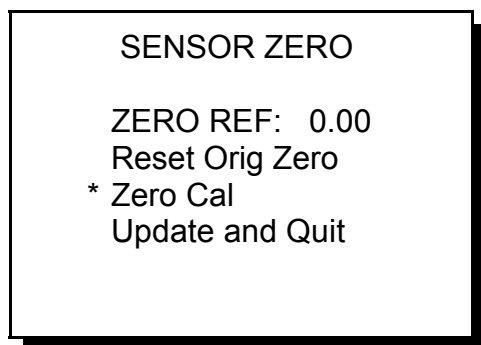 SENSOR ZERO
ZERO REF: 0.00
Reset Orig Zero
* Zero Cal
Update and Quit